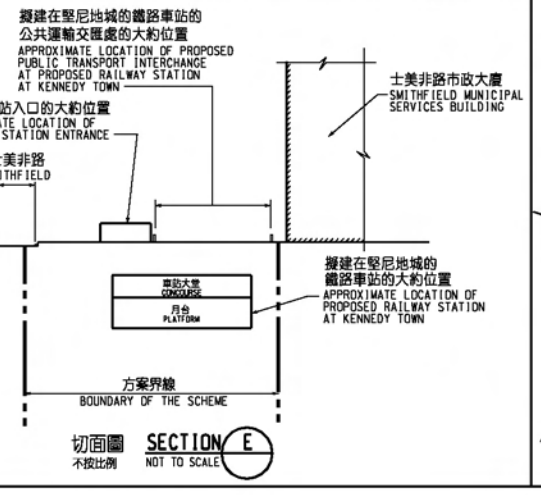 擬建在堅尼地城的鐵路車站的
公共運輸交匯處的大約位置
APPROXIMATE LOCATION OF PROPOSED
PUBLIC TRANSPORT INTERCHANGE
AT PROPOSED RAILWAY STATION
AT KENNEDY TOWN
士美非路市政大廈
SMITHFIELD MUNICIPAL
SERVICES BUILDING
站入口的大約位置
LOCATION OF
STATION ENTRANCE
美非路
擬建在堅尼地城的
鐵路車站的大約位置
APPROXIMATE LOCATION OF
PROPOSED RAILWAY STATION
AT KENNEDY TOWN
車站大堂
CONCOURSE
月台
PLATFORM
方案界線
BOUNDARY OF THE SCHEME
切面圖 SECTION E
不按比例 NOT TO SCALE